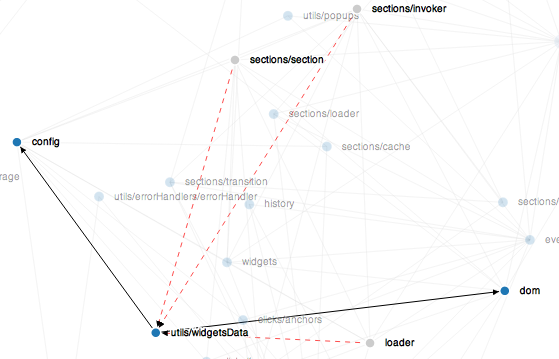 sections/invoker
utils/popups
sections/section
sections/loader
config
sections/cache
rage
sections/transition
utils/errorHandlers/errorHandler
history
sections/
eve
widgets
dom
clicks/anchors
utils/widgetsData
loader